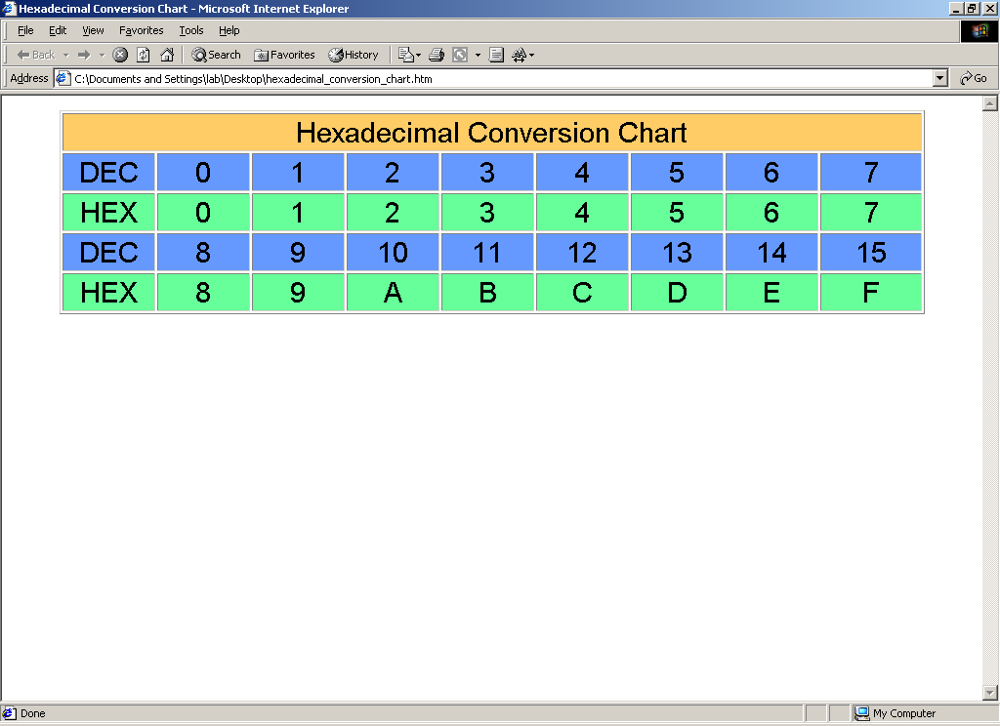 Hexadecimal Conversion Chart - Microsoft Internet Explorer
File Edit View Favorites Tools Help
Back Search Favorites History
Address C:\Documents and Settings\lab\Desktop\hexadecimal_conversion_chart.htm Go
Hexadecimal Conversion Chart
DEC 0 1 2 3 4 5 6 7
HEX 0 1 2 3 4 5 6 7
DEC 8 9 10 11 12 13 14 15
HEX 8 9 A B C D E F
Done My Computer